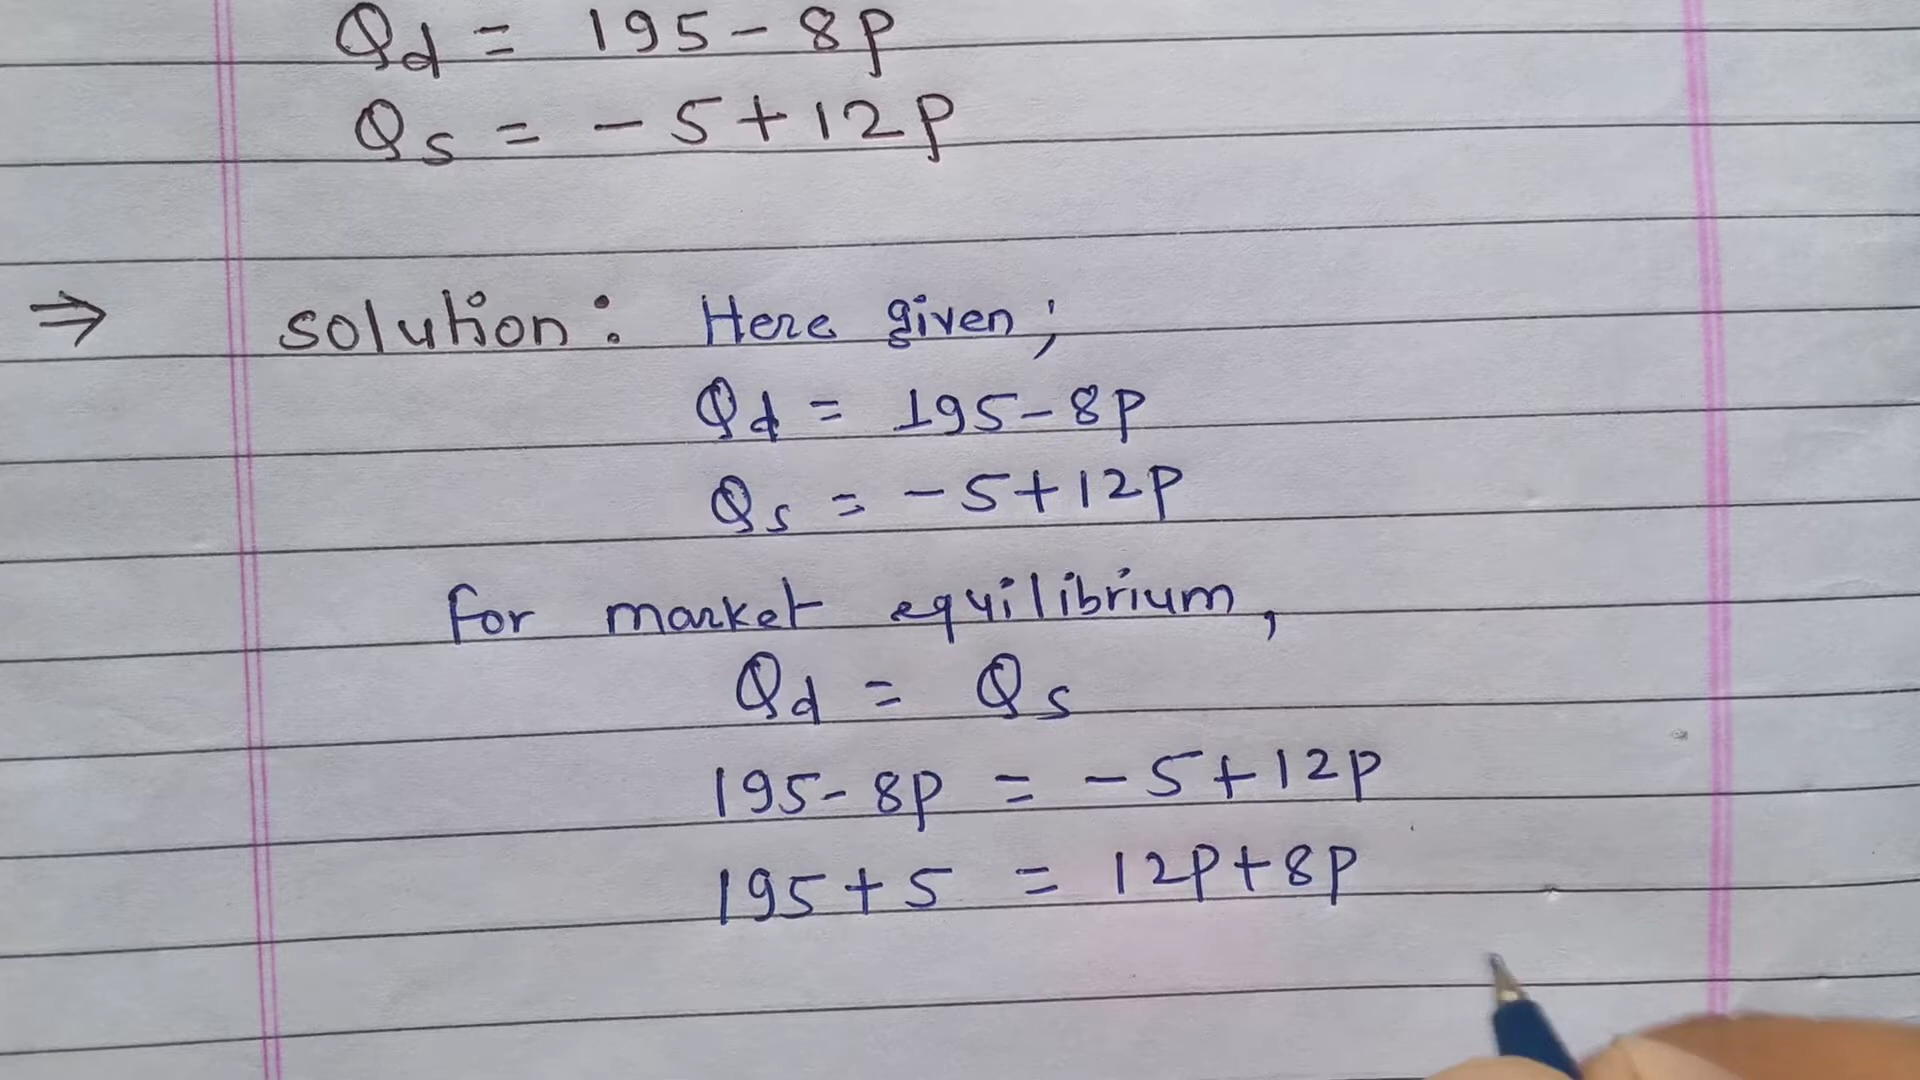 Qd = 195 - 8P
Qs = - 5 + 12P
⇒ solution : Here given ;
Qd = 195 - 8P
Qs = - 5 + 12P
for market equilibrium,
Qd = Qs
195 - 8P = - 5 + 12P
195 + 5 = 12P + 8P